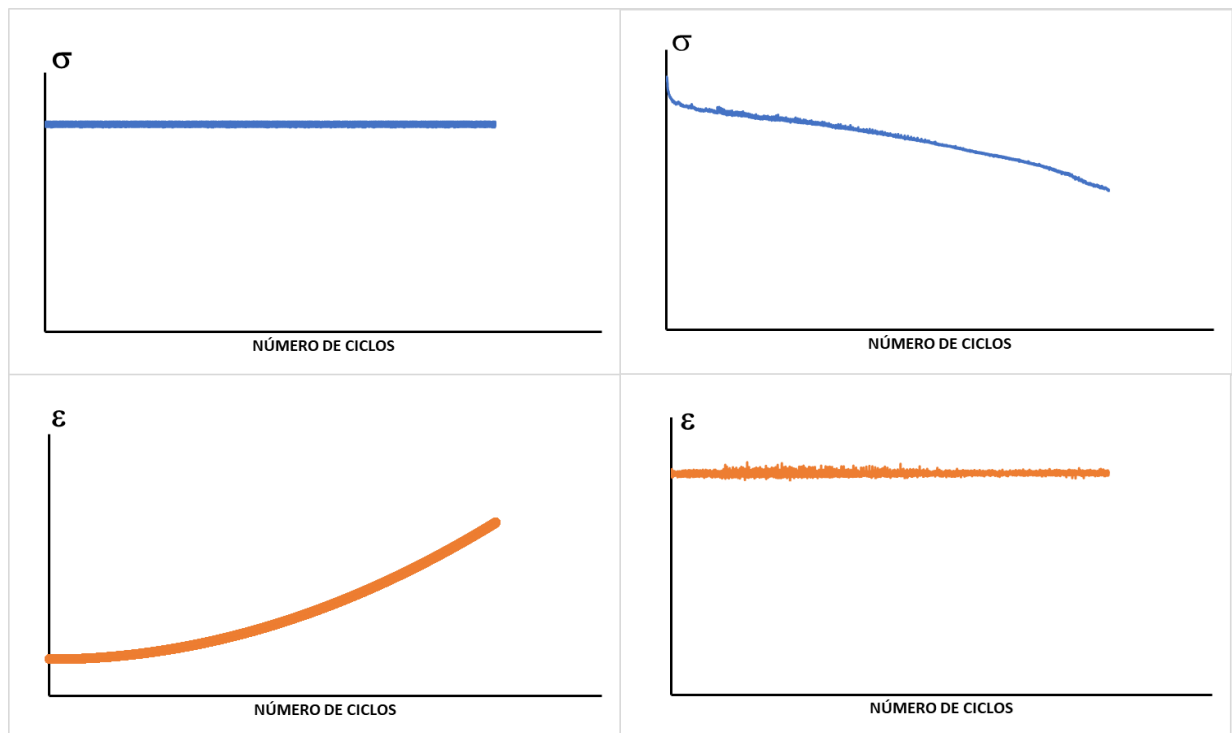 σ
NÚMERO DE CICLOS
σ
NÚMERO DE CICLOS
ε
NÚMERO DE CICLOS
ε
NÚMERO DE CICLOS